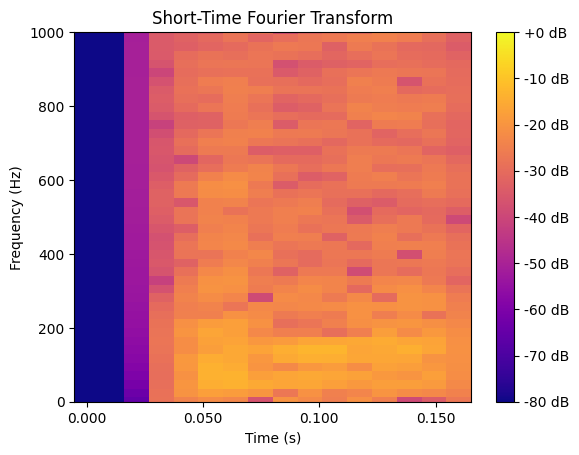 Short-Time Fourier Transform
1000
800
600
400
200
0
Frequency (Hz)
0.000
0.050
0.100
0.150
Time (s)
+0 dB
-10 dB
-20 dB
-30 dB
-40 dB
-50 dB
-60 dB
-70 dB
-80 dB